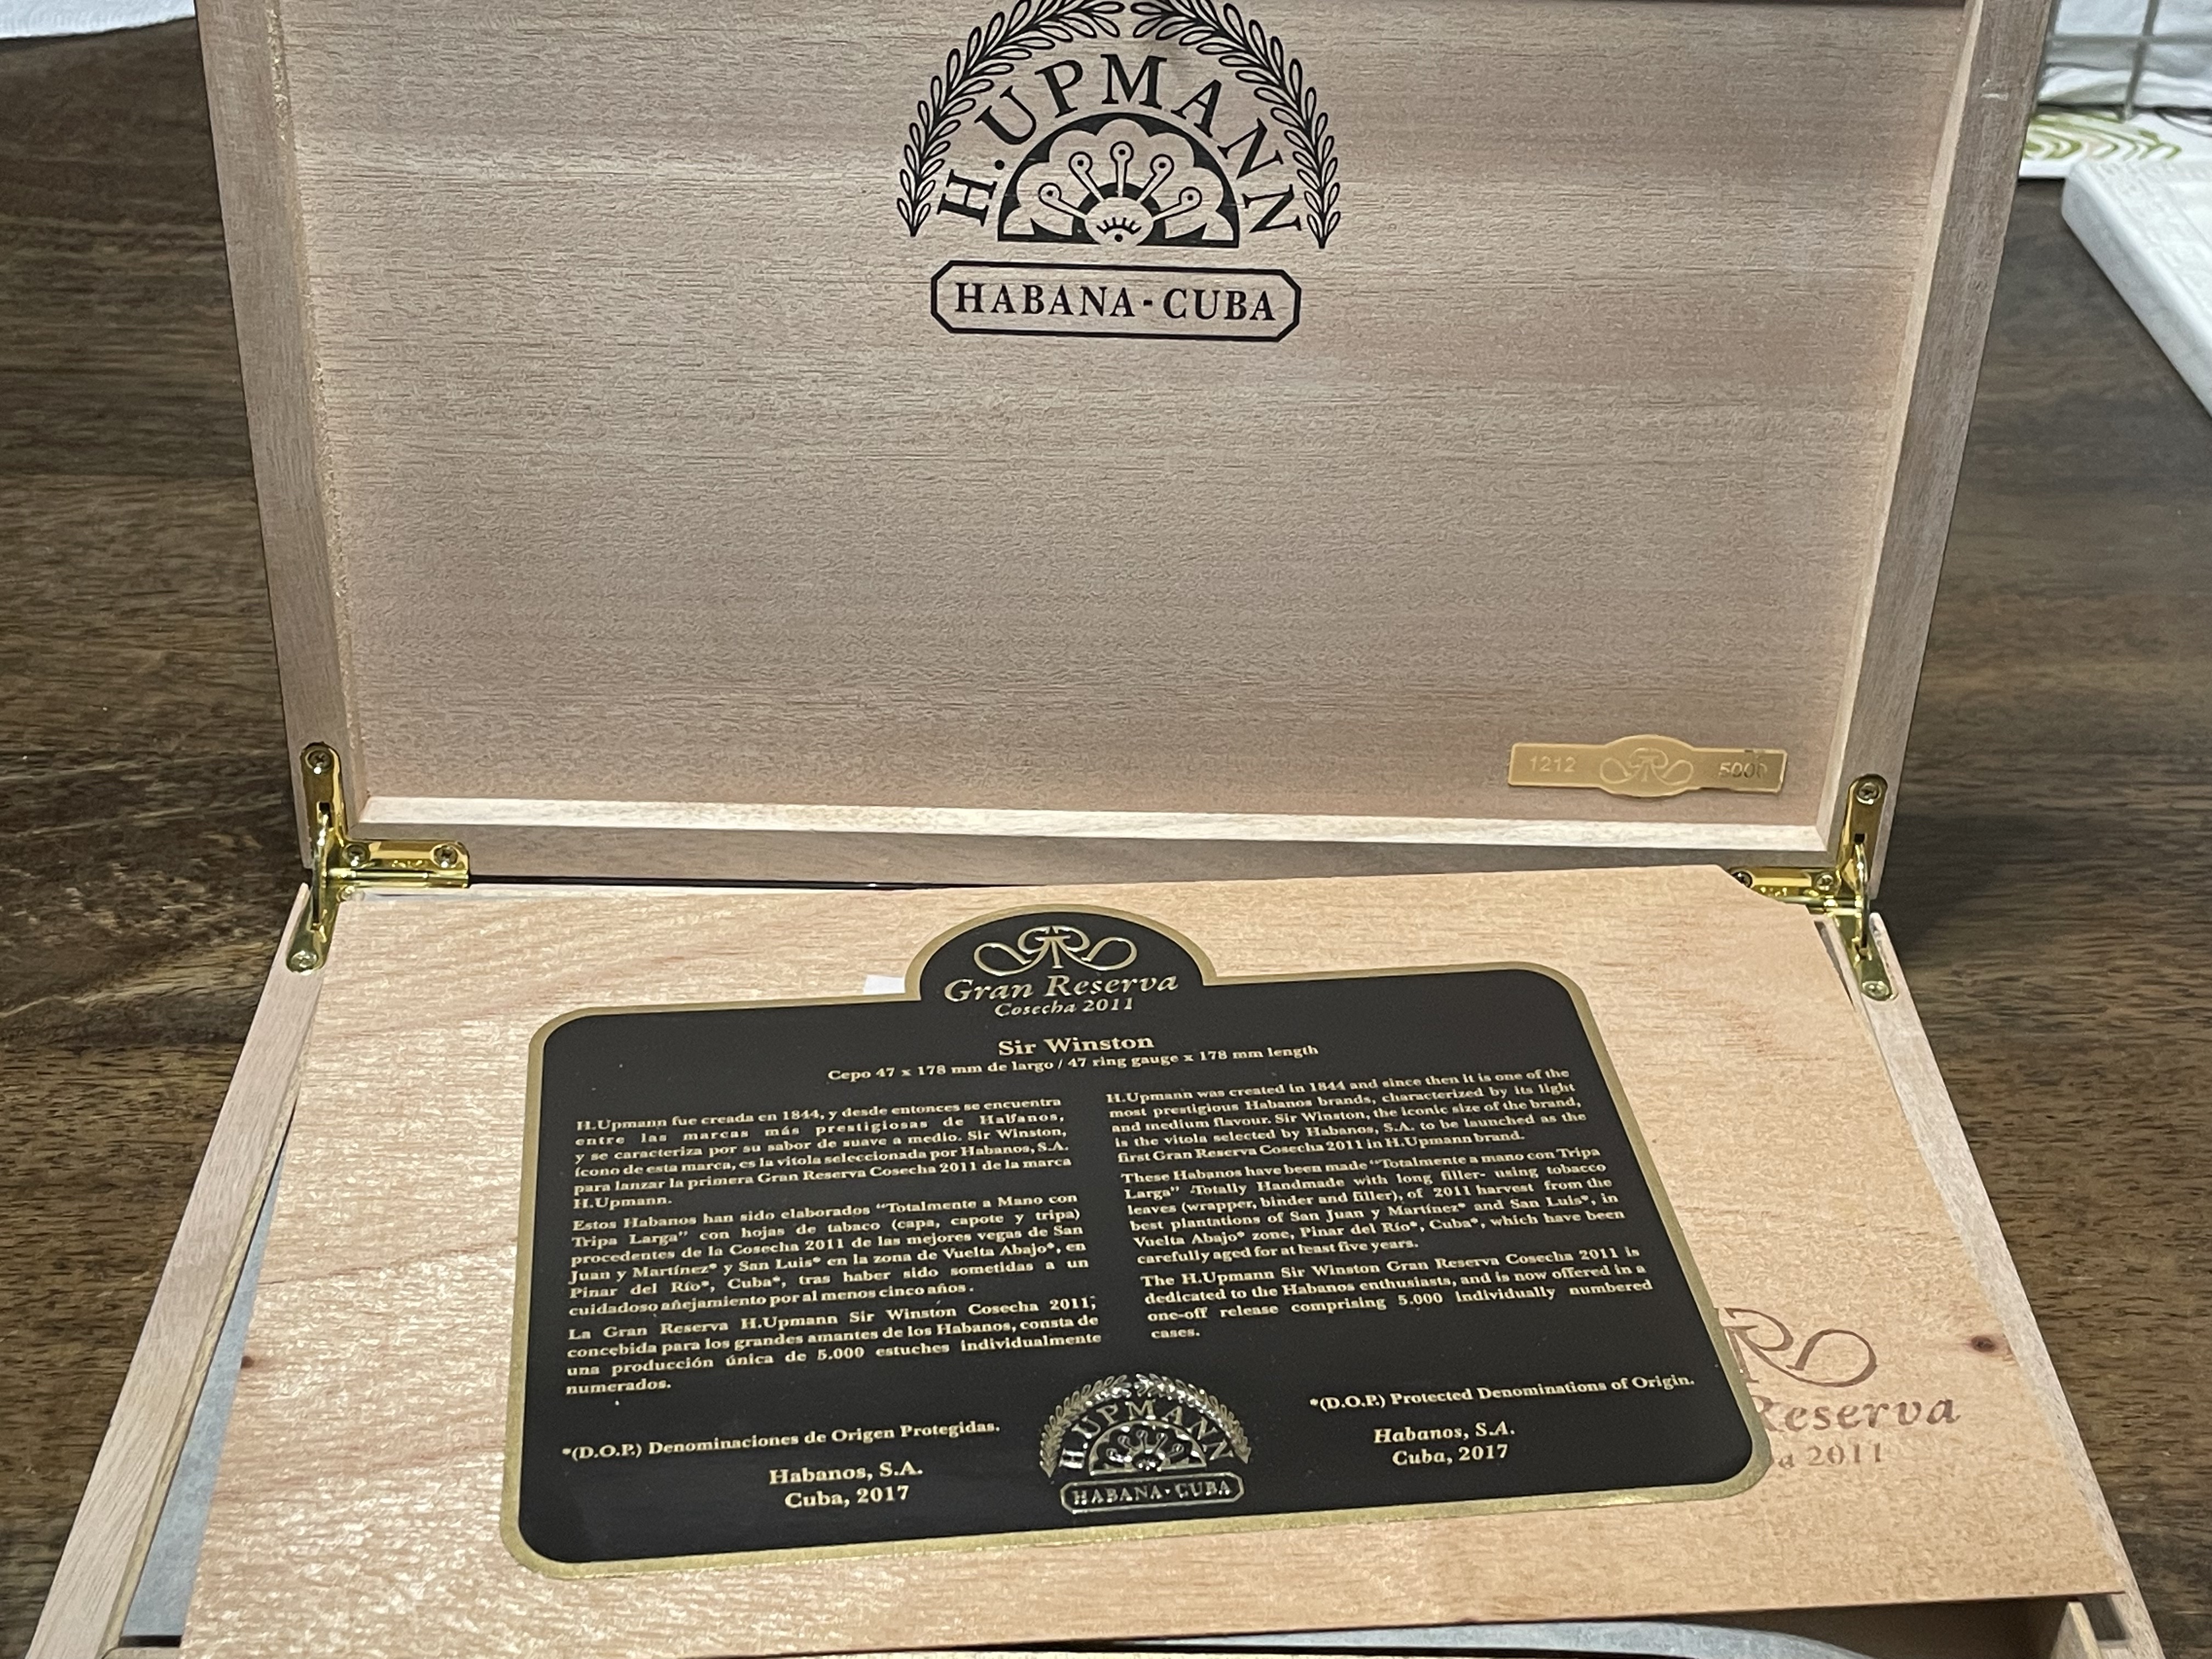 H.UPMANN
HABANA-CUBA
1212 5000
Gran Reserva
Cosecha 2011
Sir Winston
Cepo 47 x 178 mm de largo / 47 ring gauge x 178 mm length
H.Upmann fue creada en 1844, y desde entonces se encuentra
entre las marcas más prestigiosas de Habanos,
y se caracteriza por su sabor de suave a medio. Sir Winston,
ícono de esta marca, es la vitola seleccionada por Habanos, S.A.
para lanzar la primera Gran Reserva Cosecha 2011 de la marca
H.Upmann.
Estos Habanos han sido elaborados "Totalmente a Mano con
Tripa Larga" con hojas de tabaco (capa, capote y tripa)
procedentes de la Cosecha 2011 de las mejores vegas de San
Juan y Martínez* y San Luis* en la zona de Vuelta Abajo*, en
Pinar del Río*, Cuba*, tras haber sido sometidas a un
cuidadoso añejamiento por al menos cinco años.
La Gran Reserva H.Upmann Sir Winston Cosecha 2011,
concebida para los grandes amantes de los Habanos, consta de
una producción única de 5.000 estuches individualmente
numerados.
*(D.O.P.) Denominaciones de Origen Protegidas.
Habanos, S.A.
Cuba, 2017
H.Upmann was created in 1844 and since then it is one of the
most prestigious Habanos brands, characterized by its light
and medium flavour. Sir Winston, the iconic size of the brand,
is the vitola selected by Habanos, S.A. to be launched as the
first Gran Reserva Cosecha 2011 in H.Upmann brand.
These Habanos have been made "Totalmente a mano con Tripa
Larga" -Totally Handmade with long filler- using tobacco
leaves (wrapper, binder and filler), of 2011 harvest from the
best plantations of San Juan y Martínez* and San Luis*, in
Vuelta Abajo* zone, Pinar del Río*, Cuba*, which have been
carefully aged for at least five years.
The H.Upmann Sir Winston Gran Reserva Cosecha 2011 is
dedicated to the Habanos enthusiasts, and is now offered in a
one-off release comprising 5.000 individually numbered
cases.
*(D.O.P.) Protected Denominations of Origin.
Habanos, S.A.
Cuba, 2017
H.UPMANN
HABANA-CUBA
Reserva
2011